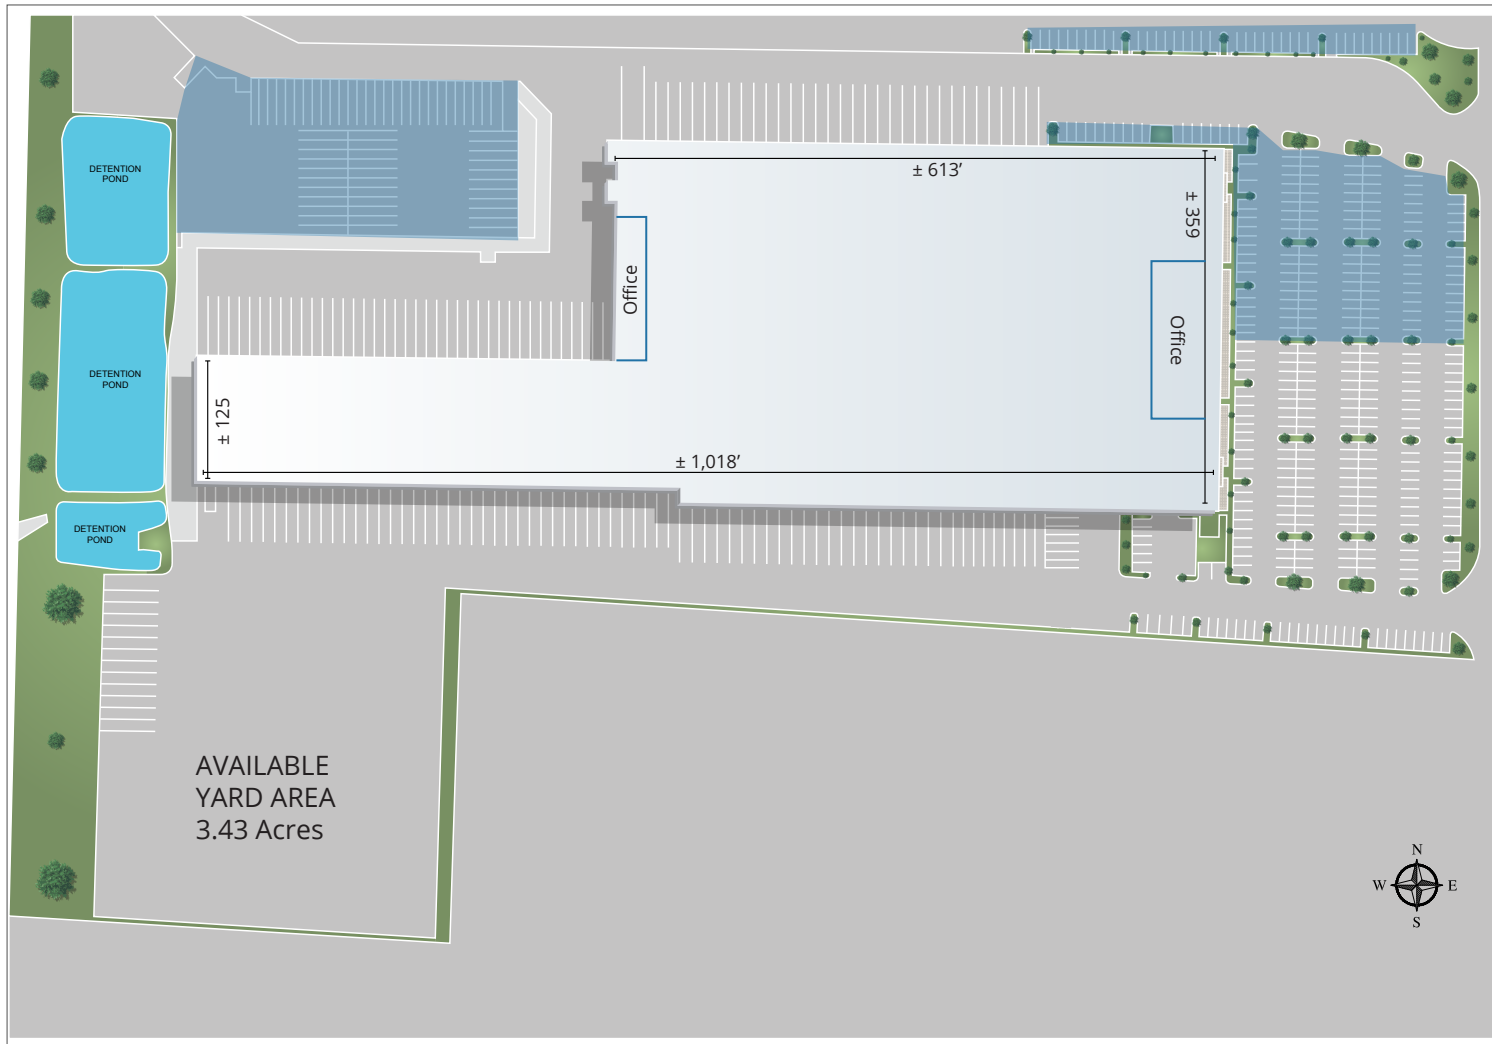 DETENTION
POND
± 613’
± 359
Office
Office
DETENTION
POND
± 125
± 1,018’
DETENTION
POND
AVAILABLE
YARD AREA
3.43 Acres
N
W E
S